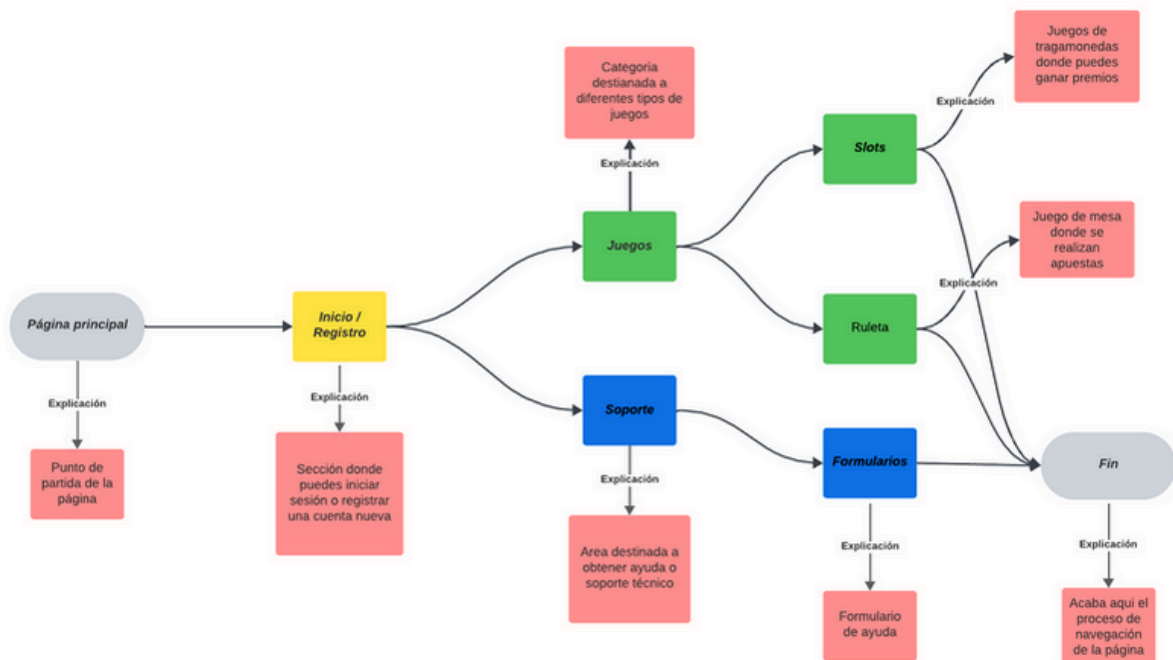 Juegos de
tragamonedas
donde puedes
ganar premios
Categoria
destianada a
diferentes tipos de
juegos
Explicación
Slots
Explicación
Juego de mesa
donde se
realizan
apuestas
Juegos
Explicación
Página principal
Inicio /
Registro
Ruleta
Explicación
Explicación
Soporte
Formularios
Fin
Punto de
partida de la
página
Sección donde
puedes iniciar
sesión o registrar
una cuenta nueva
Explicación
Explicación
Explicación
Area destinada a
obtener ayuda o
soporte técnico
Formulario
de ayuda
Acaba aqui el
proceso de
navegación
de la página